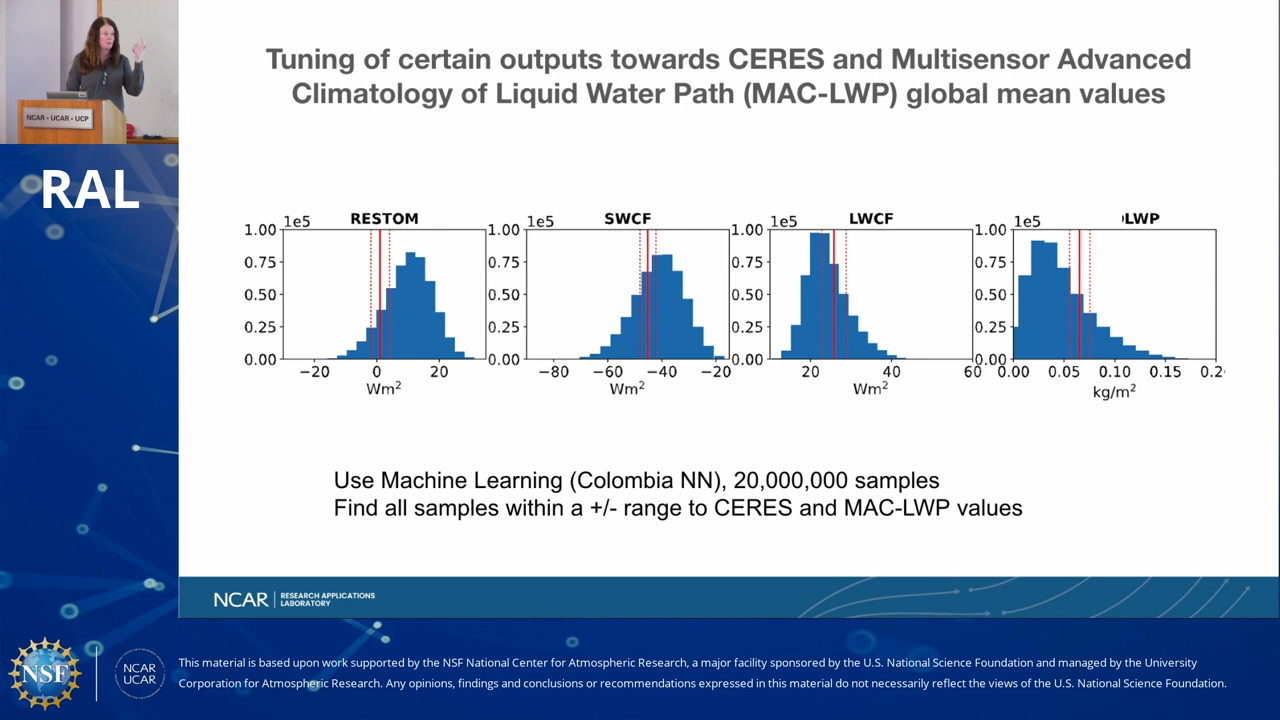 NCAR • UCAR • UCP
RAL
Tuning of certain outputs towards CERES and Multisensor Advanced
Climatology of Liquid Water Path (MAC-LWP) global mean values
RESTOM
SWCF
LWCF
LWP
1e5
1e5
1e5
1e5
1.00
0.75
0.50
0.25
0.00
−20 0 20
Wm²
1.00
0.75
0.50
0.25
0.00
−80 −60 −40 −20
Wm²
1.00
0.75
0.50
0.25
0.00
20 40 60
Wm²
1.00
0.75
0.50
0.25
0.00
0.00 0.05 0.10 0.15 0.2
kg/m²
Use Machine Learning (Colombia NN), 20,000,000 samples
Find all samples within a +/- range to CERES and MAC-LWP values
NCAR | RESEARCH APPLICATIONS
LABORATORY
NSF
NCAR
UCAR
This material is based upon work supported by the NSF National Center for Atmospheric Research, a major facility sponsored by the U.S. National Science Foundation and managed by the University
Corporation for Atmospheric Research. Any opinions, findings and conclusions or recommendations expressed in this material do not necessarily reflect the views of the U.S. National Science Foundation.